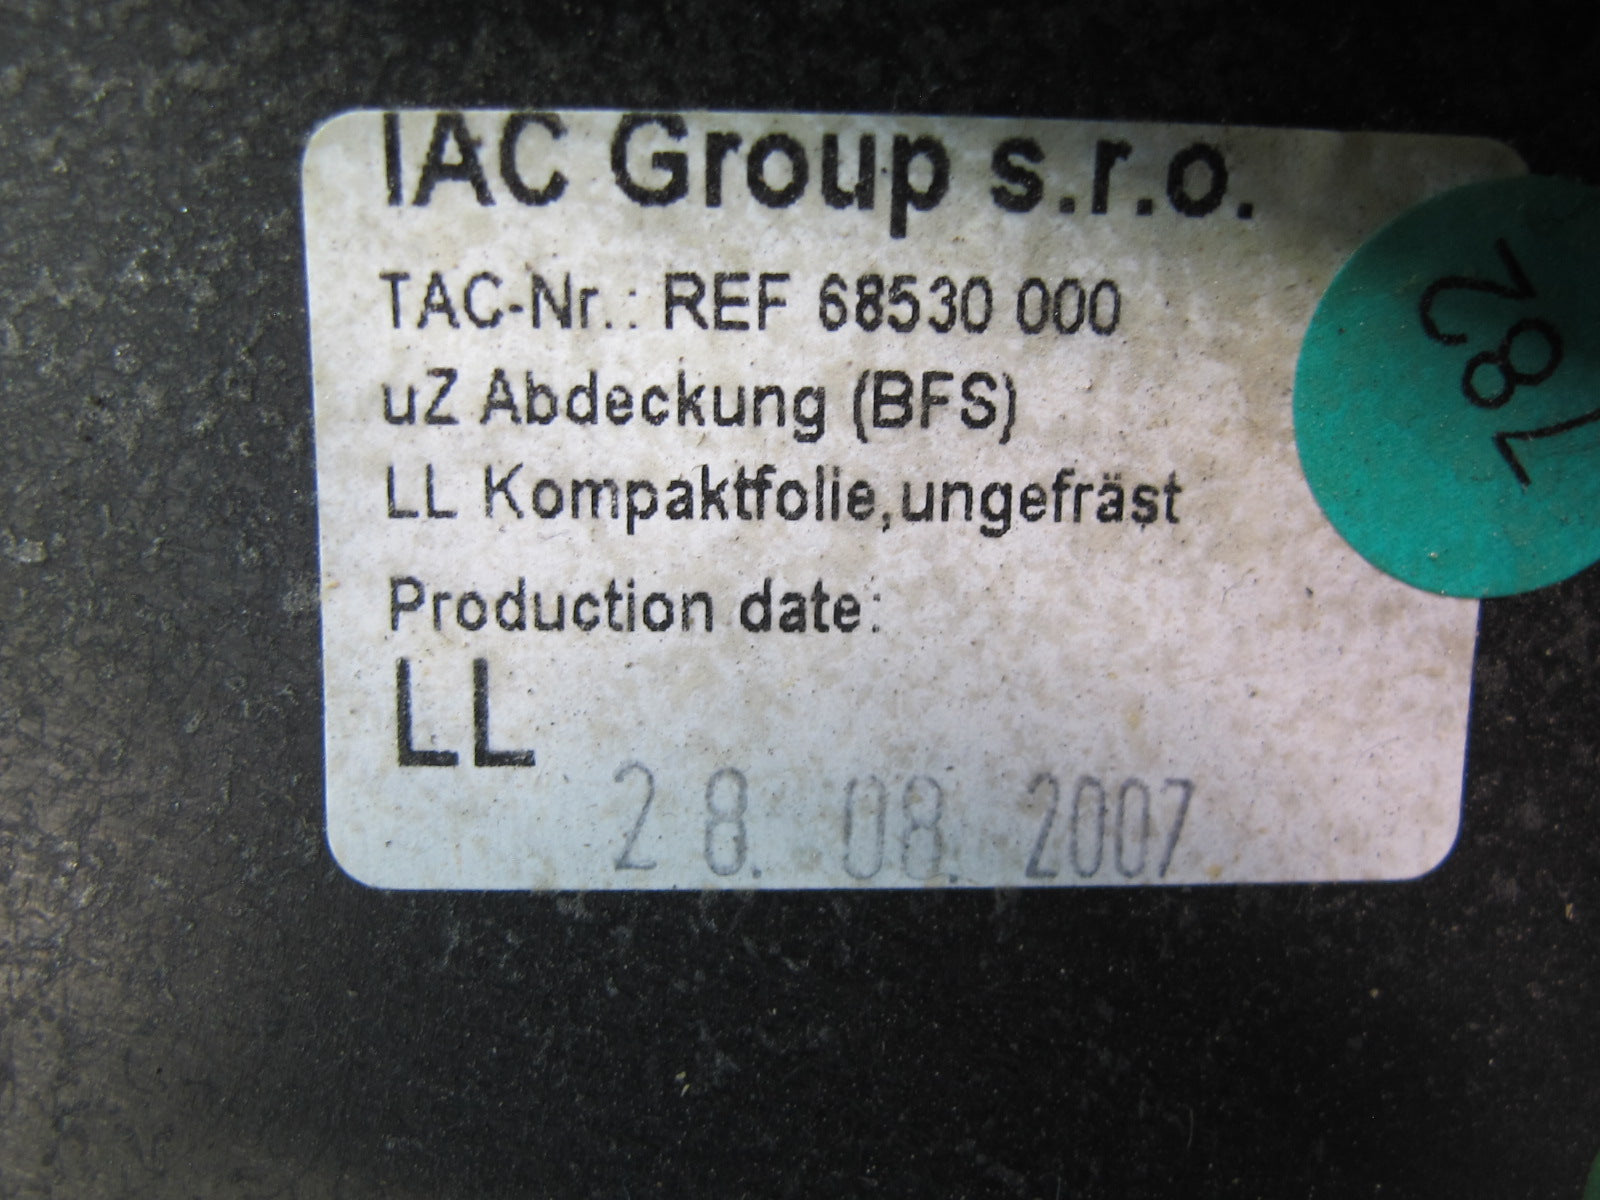 IAC Group s.r.o.
TAC-Nr.: REF 68530 000
uZ Abdeckung (BFS)
LL Kompaktfolie,ungefräst
Production date:
LL
28. 08. 2007
287